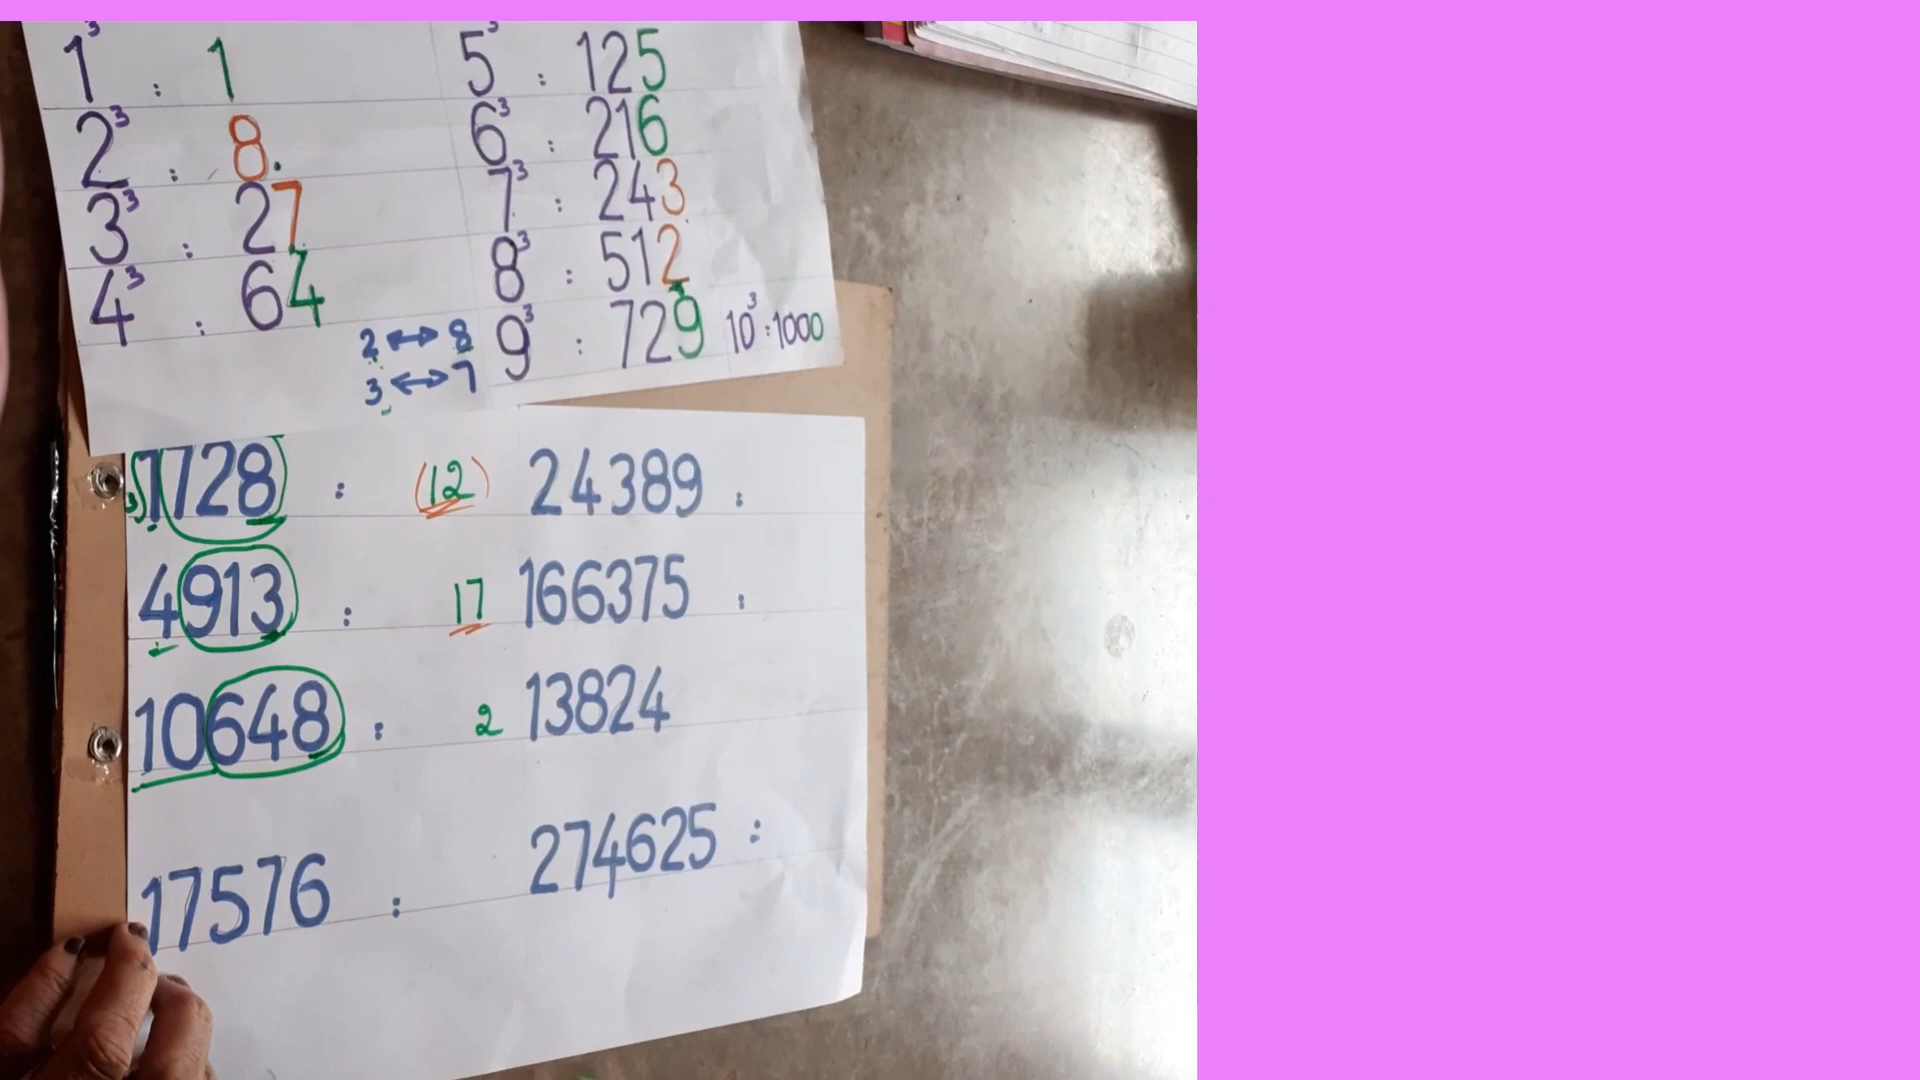 1³ : 1
2³ : 8
3³ : 27
4³ : 64
5³ : 125
6³ : 216
7³ : 243
8³ : 512
9³ : 729
10³ : 1000
2 ↔ 8
3 ↔ 7
3√1728 : (12)
4913 : 17
10648 : 2
17576 :
24389 :
166375 :
13824
274625 :